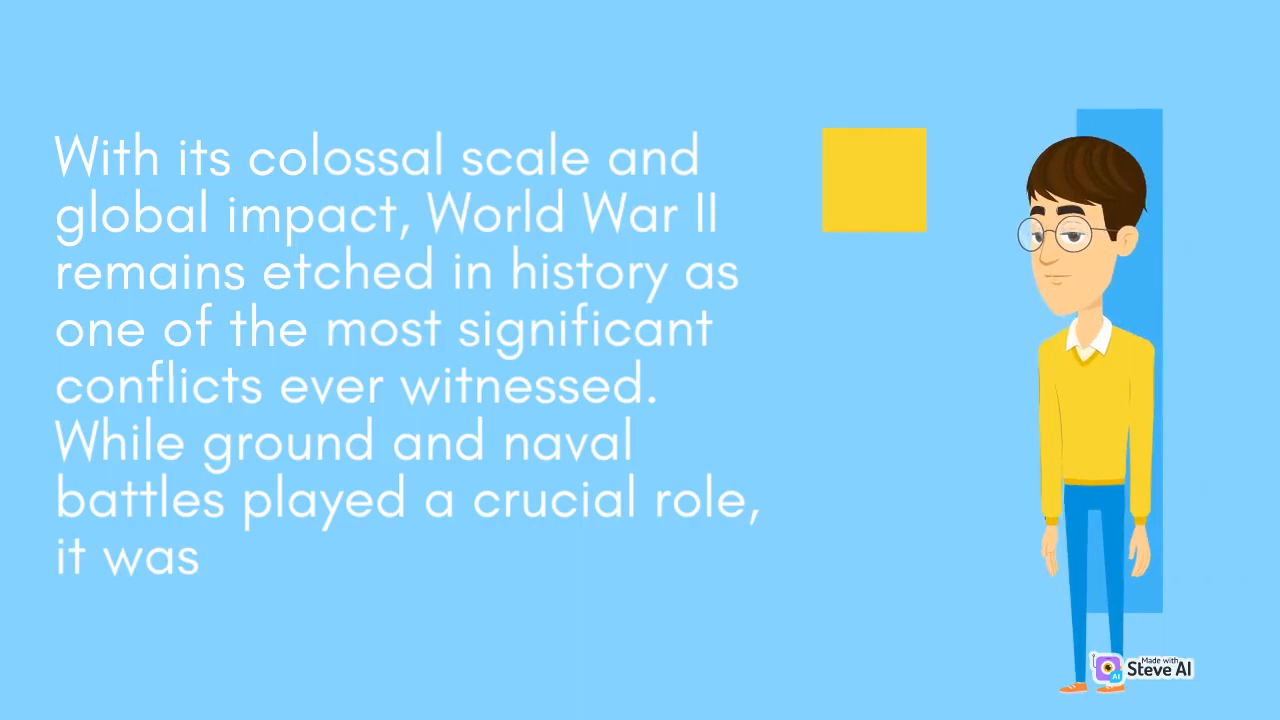 With its colossal scale and
global impact, World War II
remains etched in history as
one of the most significant
conflicts ever witnessed.
While ground and naval
battles played a crucial role,
it was
Made with
Steve AI
AI